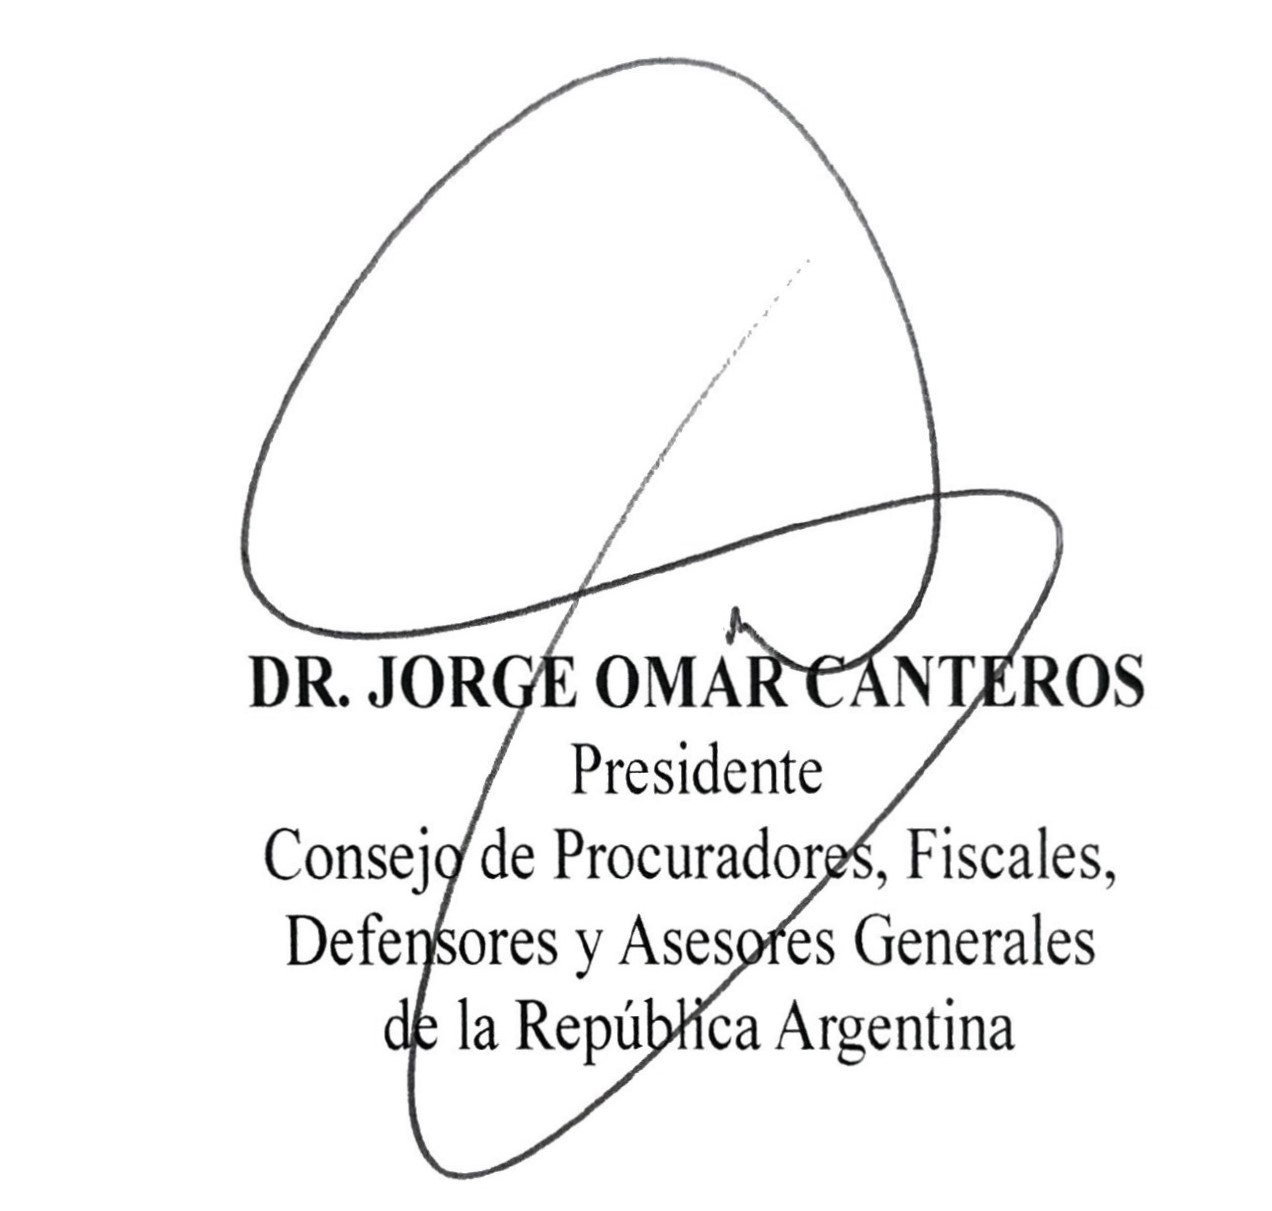 DR. JORGE OMAR CANTEROS
Presidente
Consejo de Procuradores, Fiscales,
Defensores y Asesores Generales
de la República Argentina